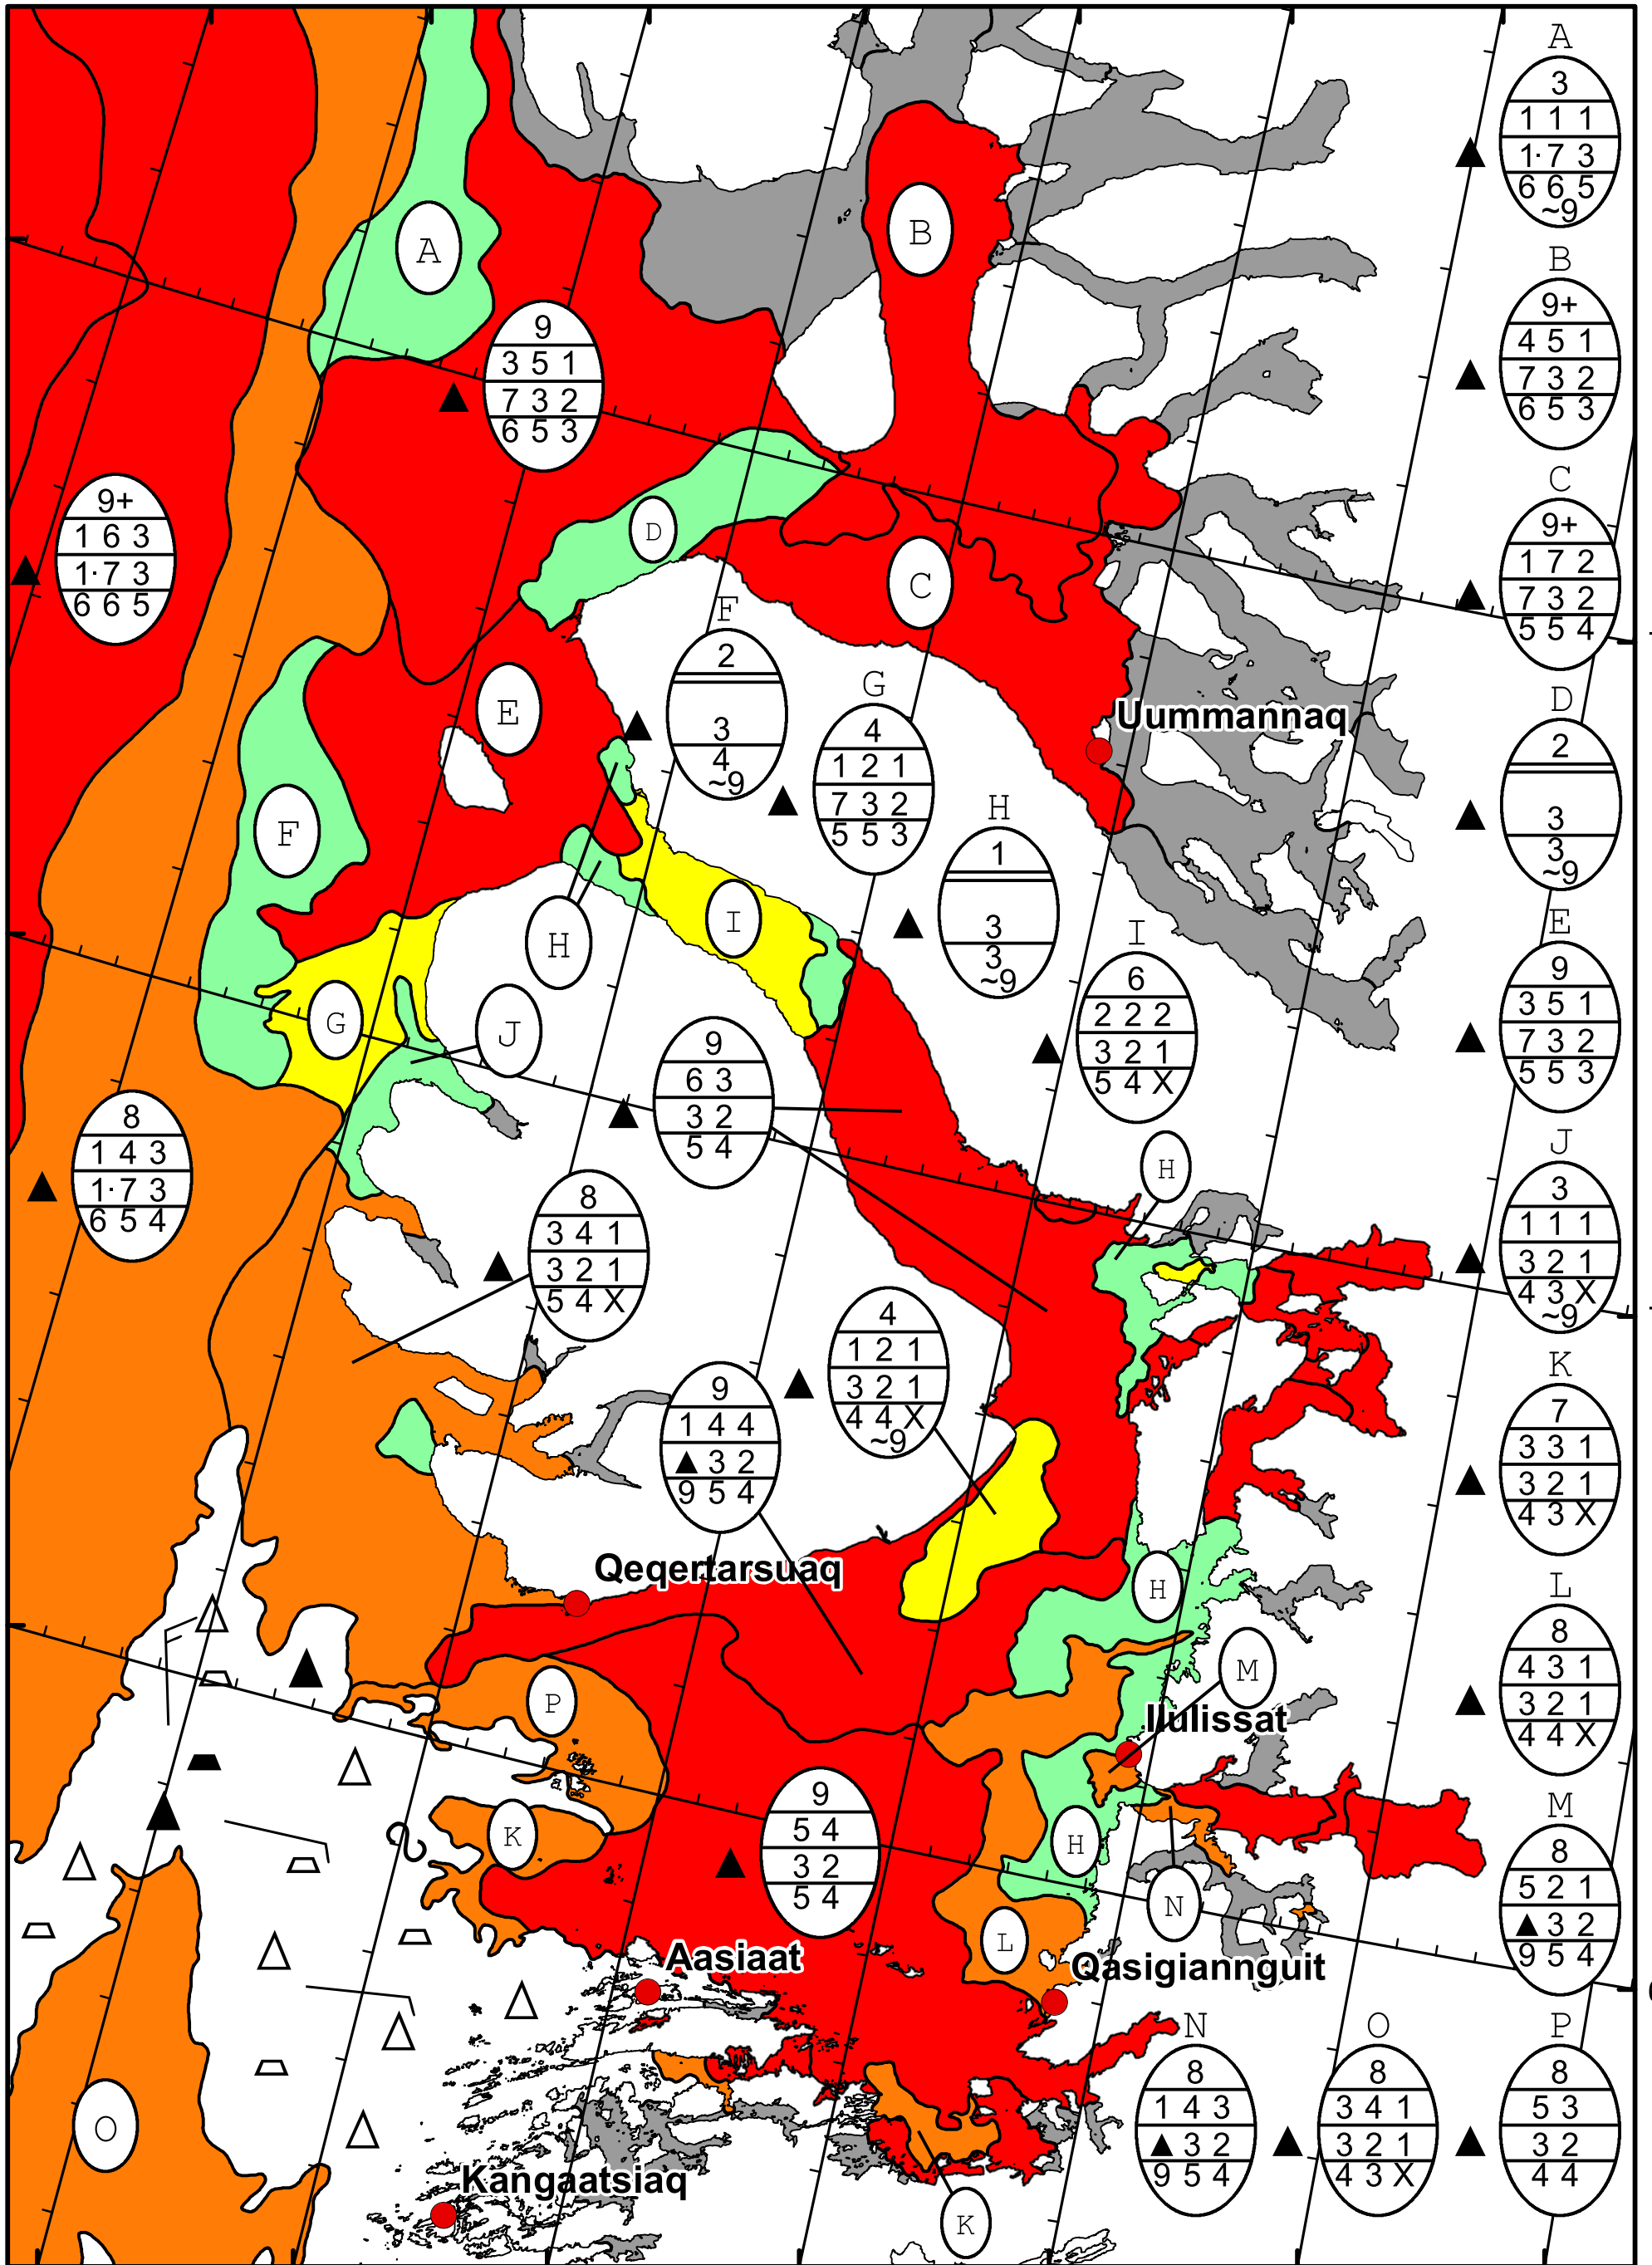 A
3
1 1 1
1· 7 3
6 6 5
~9
B
9+
4 5 1
7 3 2
6 5 3
C
9+
1 7 2
7 3 2
5 5 4
D
2
3
3
~9
E
9
3 5 1
7 3 2
5 5 3
J
3
1 1 1
3 2 1
4 3 X
~9
K
7
3 3 1
3 2 1
4 3 X
L
8
4 3 1
3 2 1
4 4 X
M
8
5 2 1
▲ 3 2
9 5 4
N
8
1 4 3
▲ 3 2
9 5 4
O
8
3 4 1
3 2 1
4 3 X
P
8
5 3
3 2
4 4
A
B
9
3 5 1
7 3 2
6 5 3
9+
1 6 3
1· 7 3
6 6 5
D
C
E
F
2
3
4
~9
G
4
1 2 1
7 3 2
5 5 3
Uummannaq
H
1
3
3
~9
F
I
H
I
6
2 2 2
3 2 1
5 4 X
G
J
9
6 3
3 2
5 4
8
1 4 3
1· 7 3
6 5 4
H
8
3 4 1
3 2 1
5 4 X
4
1 2 1
3 2 1
4 4 X
~9
9
1 4 4
▲ 3 2
9 5 4
Qeqertarsuaq
H
M
P
Ilulissat
a
K
9
5 4
3 2
5 4
H
N
L
Aasiaat
Qasigiannguit
O
Kangaatsiaq
K